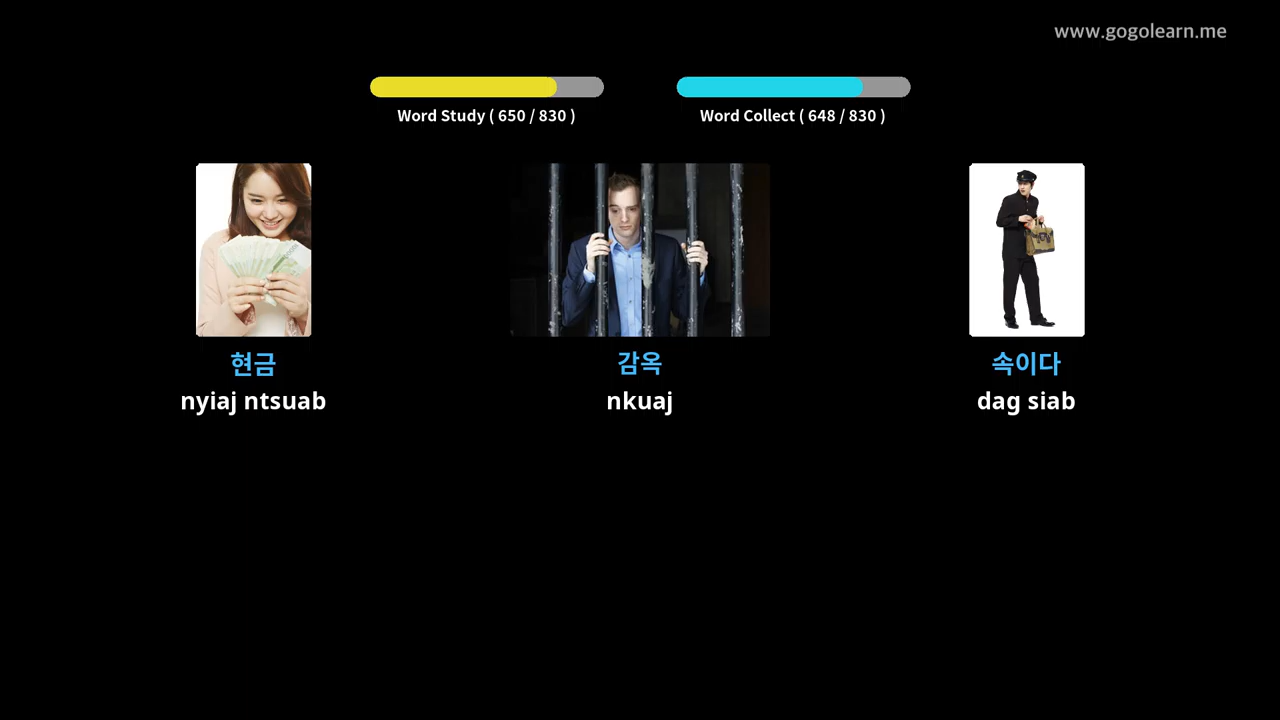 www.gogolearn.me
Word Study ( 650 / 830 )
Word Collect ( 648 / 830 )
현금
nyiaj ntsuab
감옥
nkuaj
속이다
dag siab